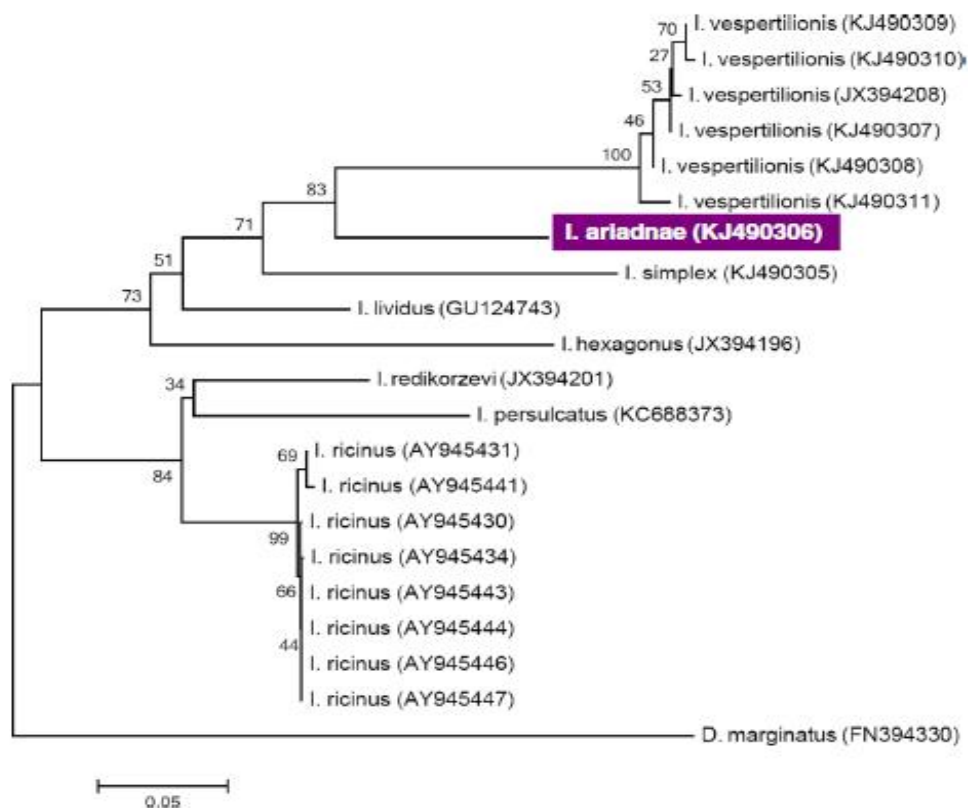 70
I. vespertilionis (KJ490309)
27
I. vespertilionis (KJ490310)
53
I. vespertilionis (JX394208)
46
I. vespertilionis (KJ490307)
100
I. vespertilionis (KJ490308)
83
I. vespertilionis (KJ490311)
71
I. ariadnae (KJ490306)
51
I. simplex (KJ490305)
73
I. lividus (GU124743)
I. hexagonus (JX394196)
34
I. redikorzevi (JX394201)
I. persulcatus (KC688373)
84
69
I. ricinus (AY945431)
I. ricinus (AY945441)
99
I. ricinus (AY945430)
I. ricinus (AY945434)
66
I. ricinus (AY945443)
44
I. ricinus (AY945444)
I. ricinus (AY945446)
I. ricinus (AY945447)
D. marginatus (FN394330)
0.05